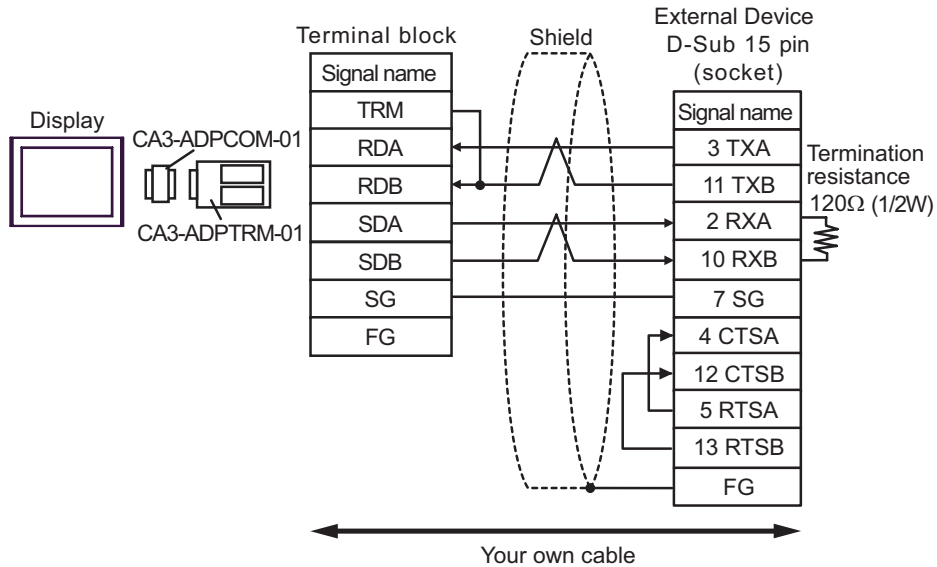 Display
CA3-ADPCOM-01
CA3-ADPTRM-01
Terminal block
Signal name
TRM
RDA
RDB
SDA
SDB
SG
FG
Shield
External Device
D-Sub 15 pin
(socket)
Signal name
3 TXA
11 TXB
2 RXA
10 RXB
7 SG
4 CTSA
12 CTSB
5 RTSA
13 RTSB
FG
Termination
resistance
120Ω (1/2W)
Your own cable